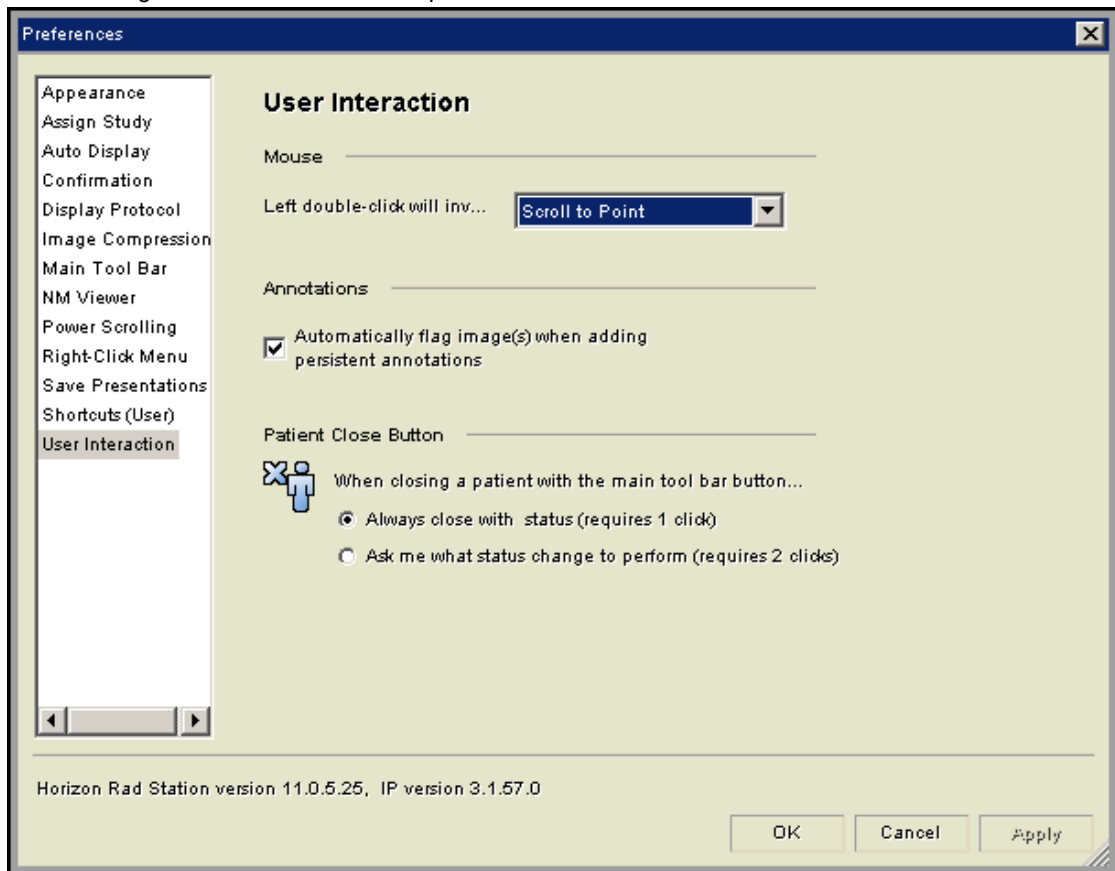 Preferences
Appearance
Assign Study
Auto Display
Confirmation
Display Protocol
Image Compression
Main Tool Bar
NM Viewer
Power Scrolling
Right-Click Menu
Save Presentations
Shortcuts (User)
User Interaction
User Interaction
Mouse
Left double-click will inv... Scroll to Point
Annotations
Automatically flag image(s) when adding
persistent annotations
Patient Close Button
When closing a patient with the main tool bar button...
Always close with status (requires 1 click)
Ask me what status change to perform (requires 2 clicks)
Horizon Rad Station version 11.0.5.25, IP version 3.1.57.0
OK Cancel Apply